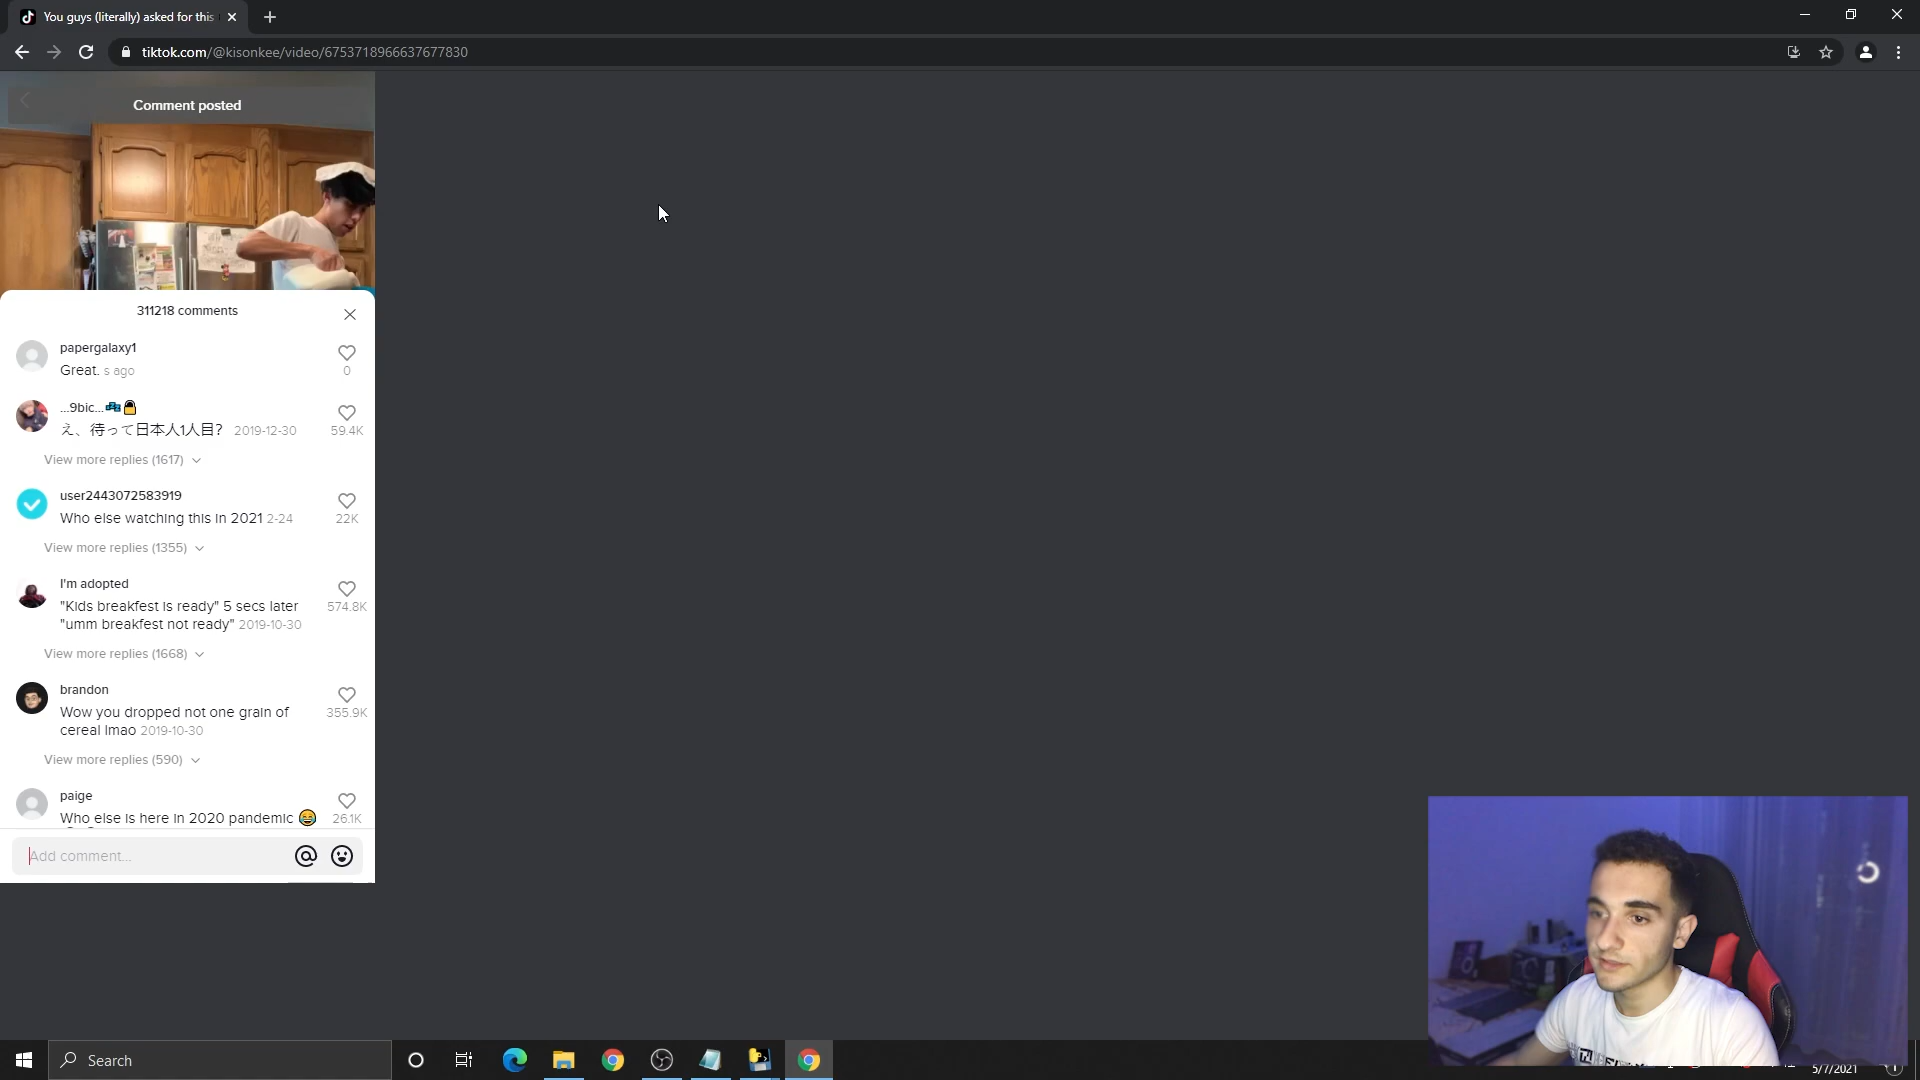 You guys (literally) asked for this
tiktok.com/@kisonkee/video/6753718966637677830
Comment posted
311218 comments
papergalaxy1
Great. s ago
0
...9bic...💤🔒
え、待って日本人1人目? 2019-12-30
59.4K
View more replies (1617)
user2443072583919
Who else watching this in 2021 2-24
22K
View more replies (1355)
I'm adopted
"Kids breakfest is ready" 5 secs later
"umm breakfest not ready" 2019-10-30
574.8K
View more replies (1668)
brandon
Wow you dropped not one grain of
cereal lmao 2019-10-30
355.9K
View more replies (590)
paige
Who else is here in 2020 pandemic 😂
26.1K
Add comment...
Search
5/7/2021